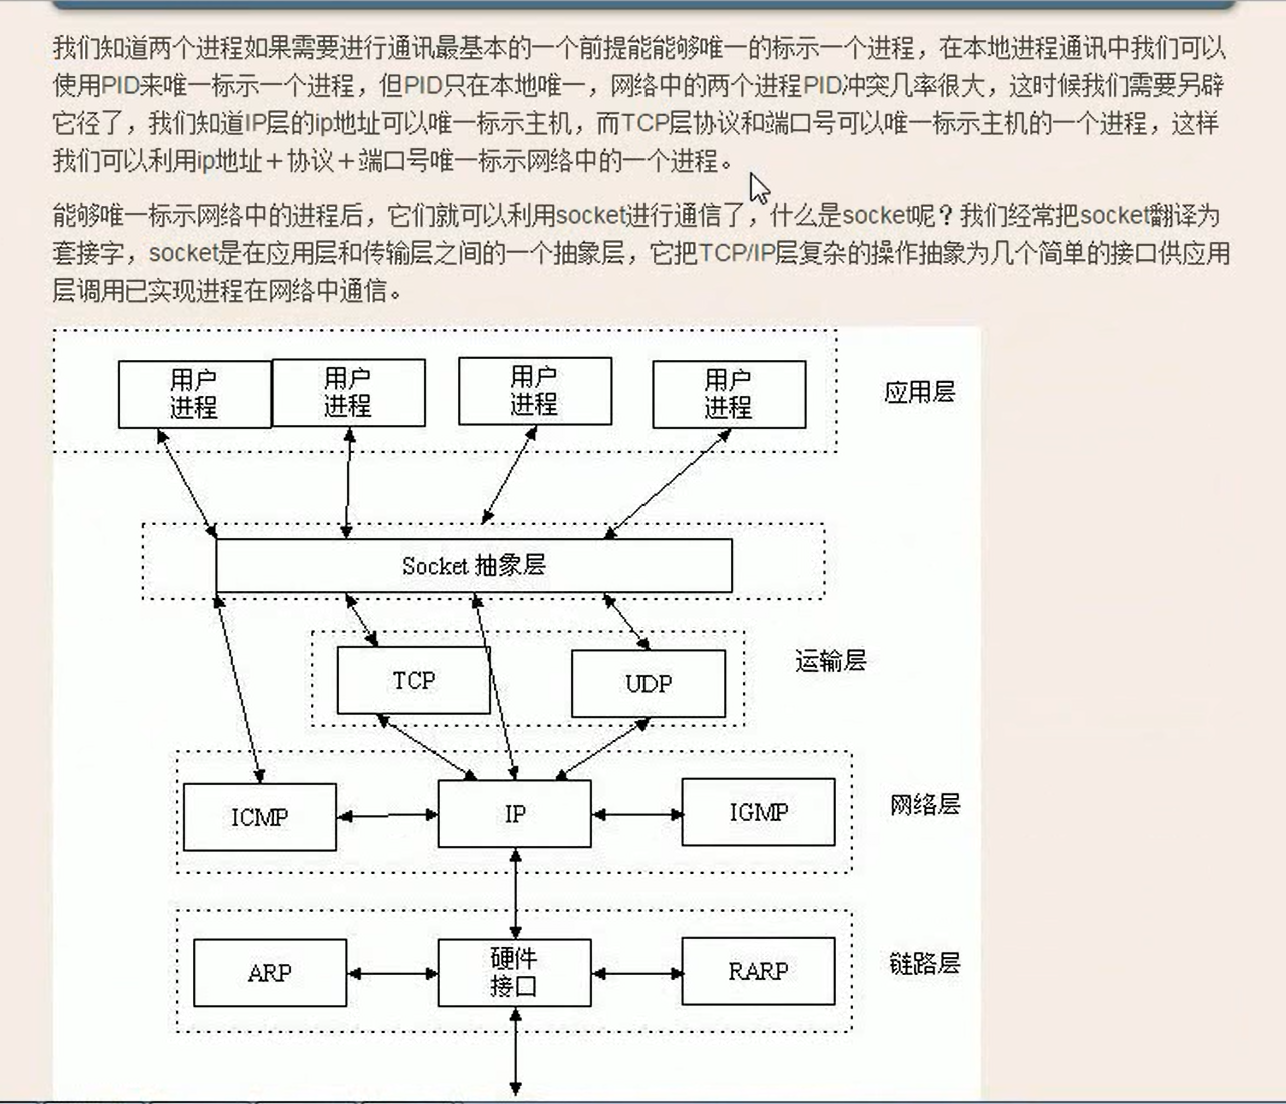 我们知道两个进程如果需要进行通讯最基本的一个前提能能够唯一的标示一个进程，在本地进程通讯中我们可以
使用PID来唯一标示一个进程，但PID只在本地唯一，网络中的两个进程PID冲突几率很大，这时候我们需要另辟
它径了，我们知道IP层的ip地址可以唯一标示主机，而TCP层协议和端口号可以唯一标示主机的一个进程，这样
我们可以利用ip地址＋协议＋端口号唯一标示网络中的一个进程。
能够唯一标示网络中的进程后，它们就可以利用socket进行通信了，什么是socket呢？我们经常把socket翻译为
套接字，socket是在应用层和传输层之间的一个抽象层，它把TCP/IP层复杂的操作抽象为几个简单的接口供应用
层调用已实现进程在网络中通信。
用户
进程
用户
进程
用户
进程
用户
进程
应用层
Socket 抽象层
TCP
UDP
运输层
ICMP
IP
IGMP
网络层
ARP
硬件
接口
RARP
链路层